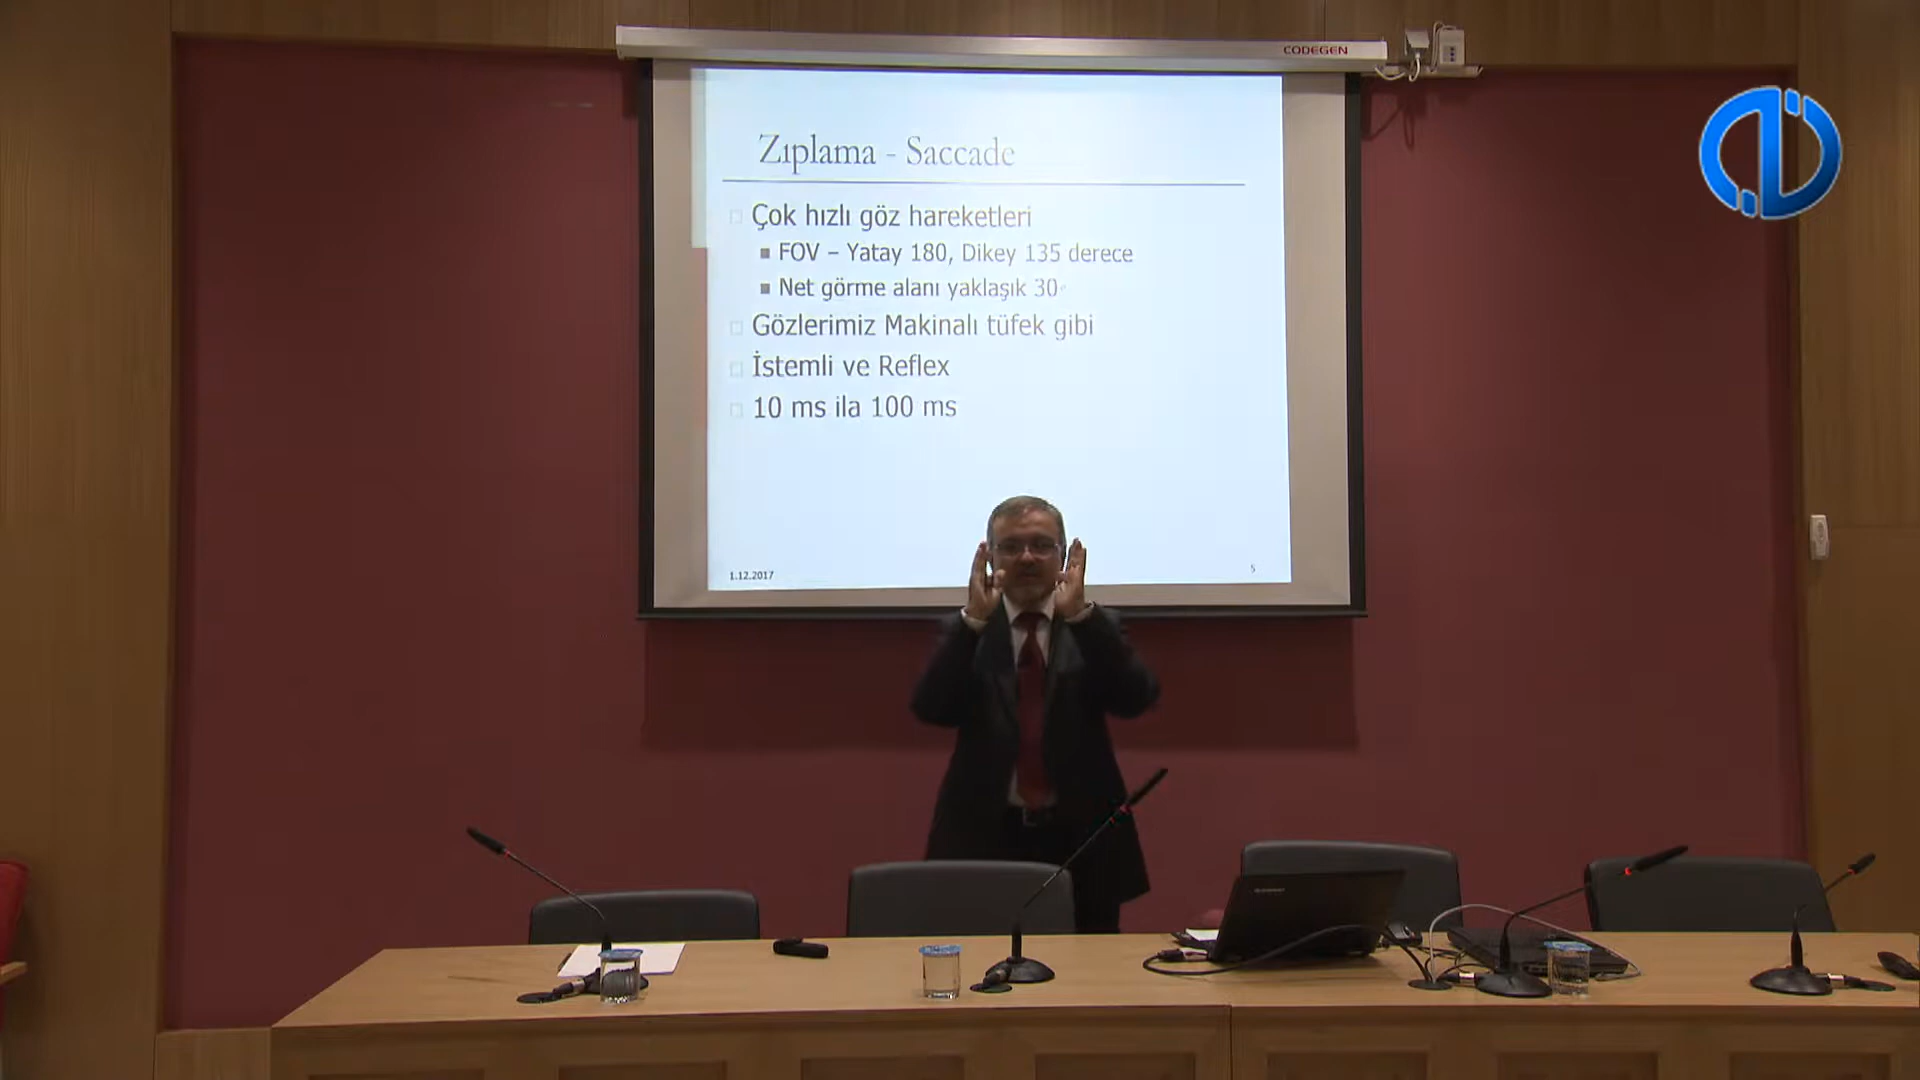 CODEGEN
Zıplama - Saccade
Çok hızlı göz hareketleri
FOV – Yatay 180, Dikey 135 derece
Net görme alanı yaklaşık 30°
Gözlerimiz Makinalı tüfek gibi
İstemli ve Reflex
10 ms ila 100 ms
1.12.2017
5